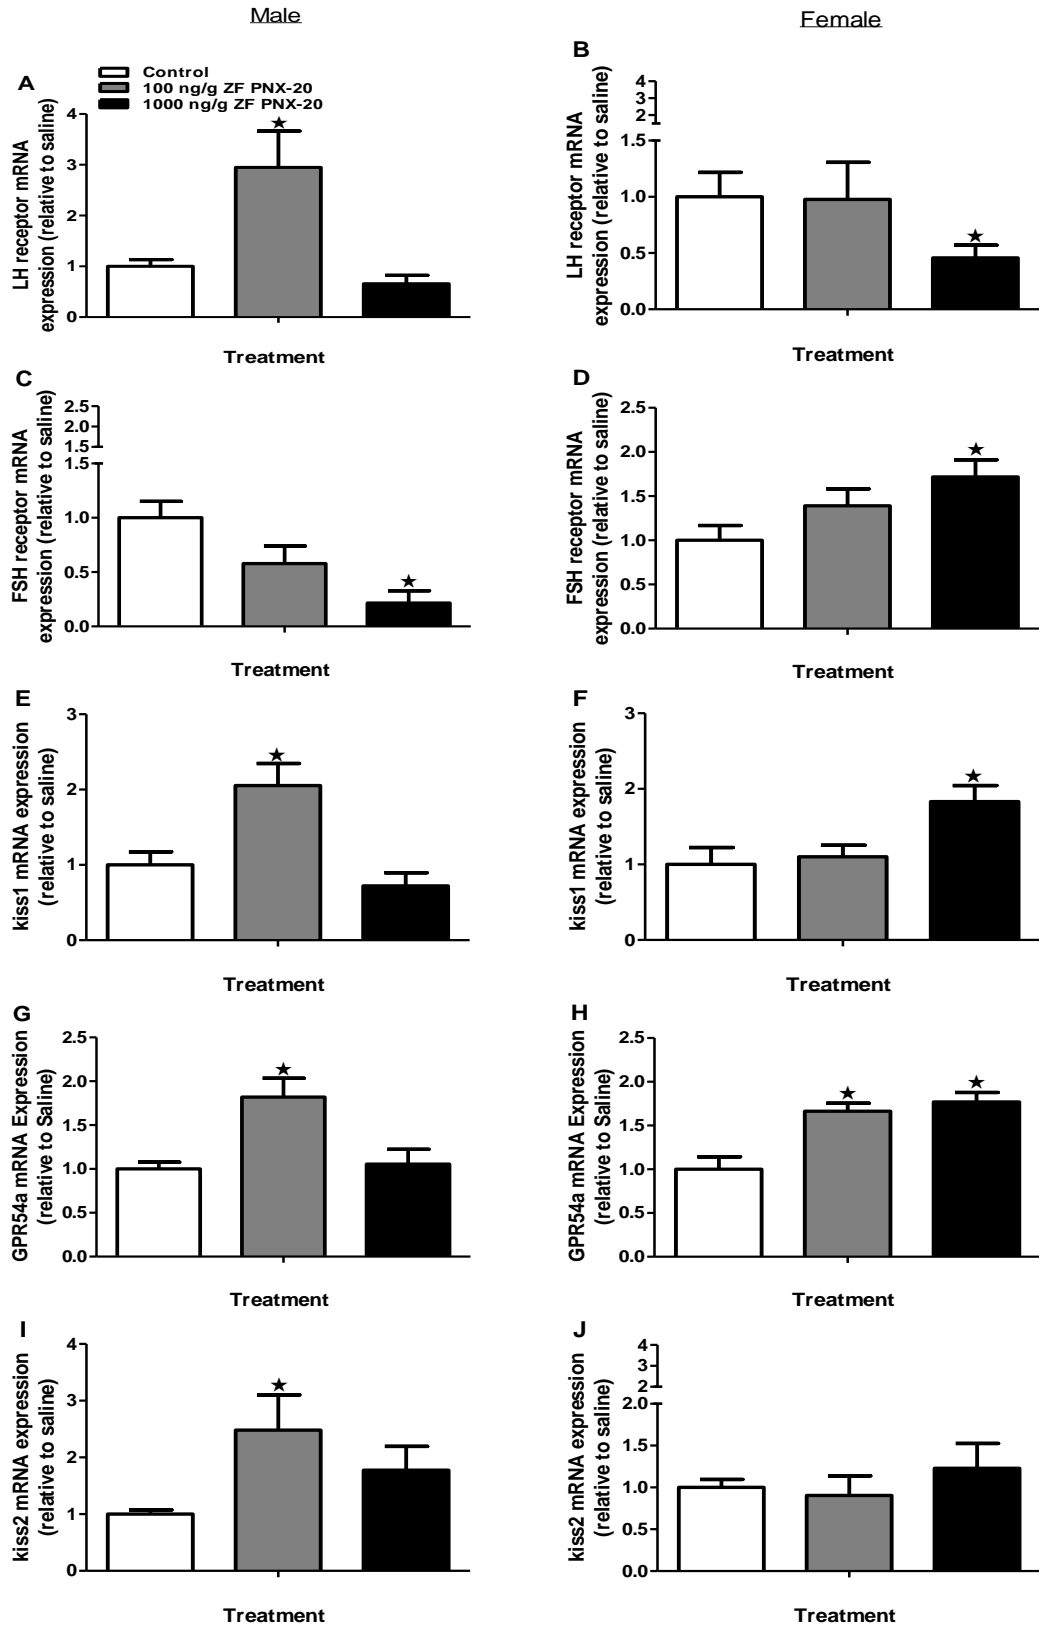 Male
Female
A
Control
100 ng/g ZF PNX-20
1000 ng/g ZF PNX-20
LH receptor mRNA
expression (relative to saline)
4
3
2
1
0
Treatment
B
LH receptor mRNA
expression (relative to saline)
4
3
2
1.5
1.0
0.5
0.0
Treatment
C
FSH receptor mRNA
expression (relative to saline)
2.5
2.0
1.5
1.5
1.0
0.5
0.0
Treatment
D
FSH receptor mRNA
expression (relative to saline)
2.5
2.0
1.5
1.0
0.5
0.0
Treatment
E
kiss1 mRNA expression
(relative to saline)
3
2
1
0
Treatment
F
kiss1 mRNA expression
(relative to saline)
3
2
1
0
Treatment
G
GPR54a mRNA Expression
(relative to Saline)
2.5
2.0
1.5
1.0
0.5
0.0
Treatment
H
GPR54a mRNA Expression
(relative to Saline)
2.5
2.0
1.5
1.0
0.5
0.0
Treatment
I
kiss2 mRNA expression
(relative to saline)
4
3
2
1
0
Treatment
J
kiss2 mRNA expression
(relative to saline)
4
3
2
2.0
1.5
1.0
0.5
0.0
Treatment